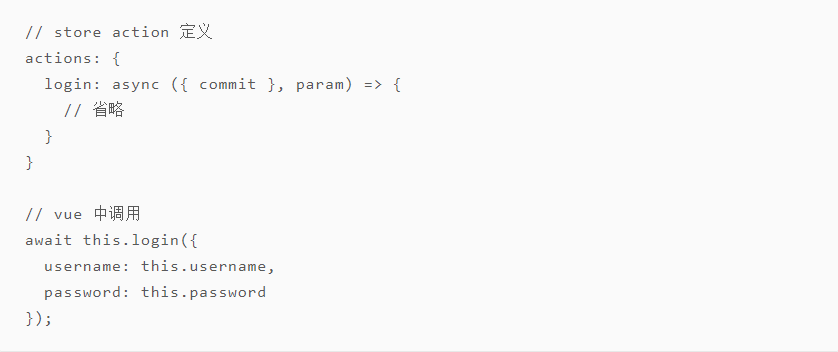 // store action 定义
actions: {
  login: async ({ commit }, param) => {
    // 省略
  }
}

// vue 中调用
await this.login({
  username: this.username,
  password: this.password
});